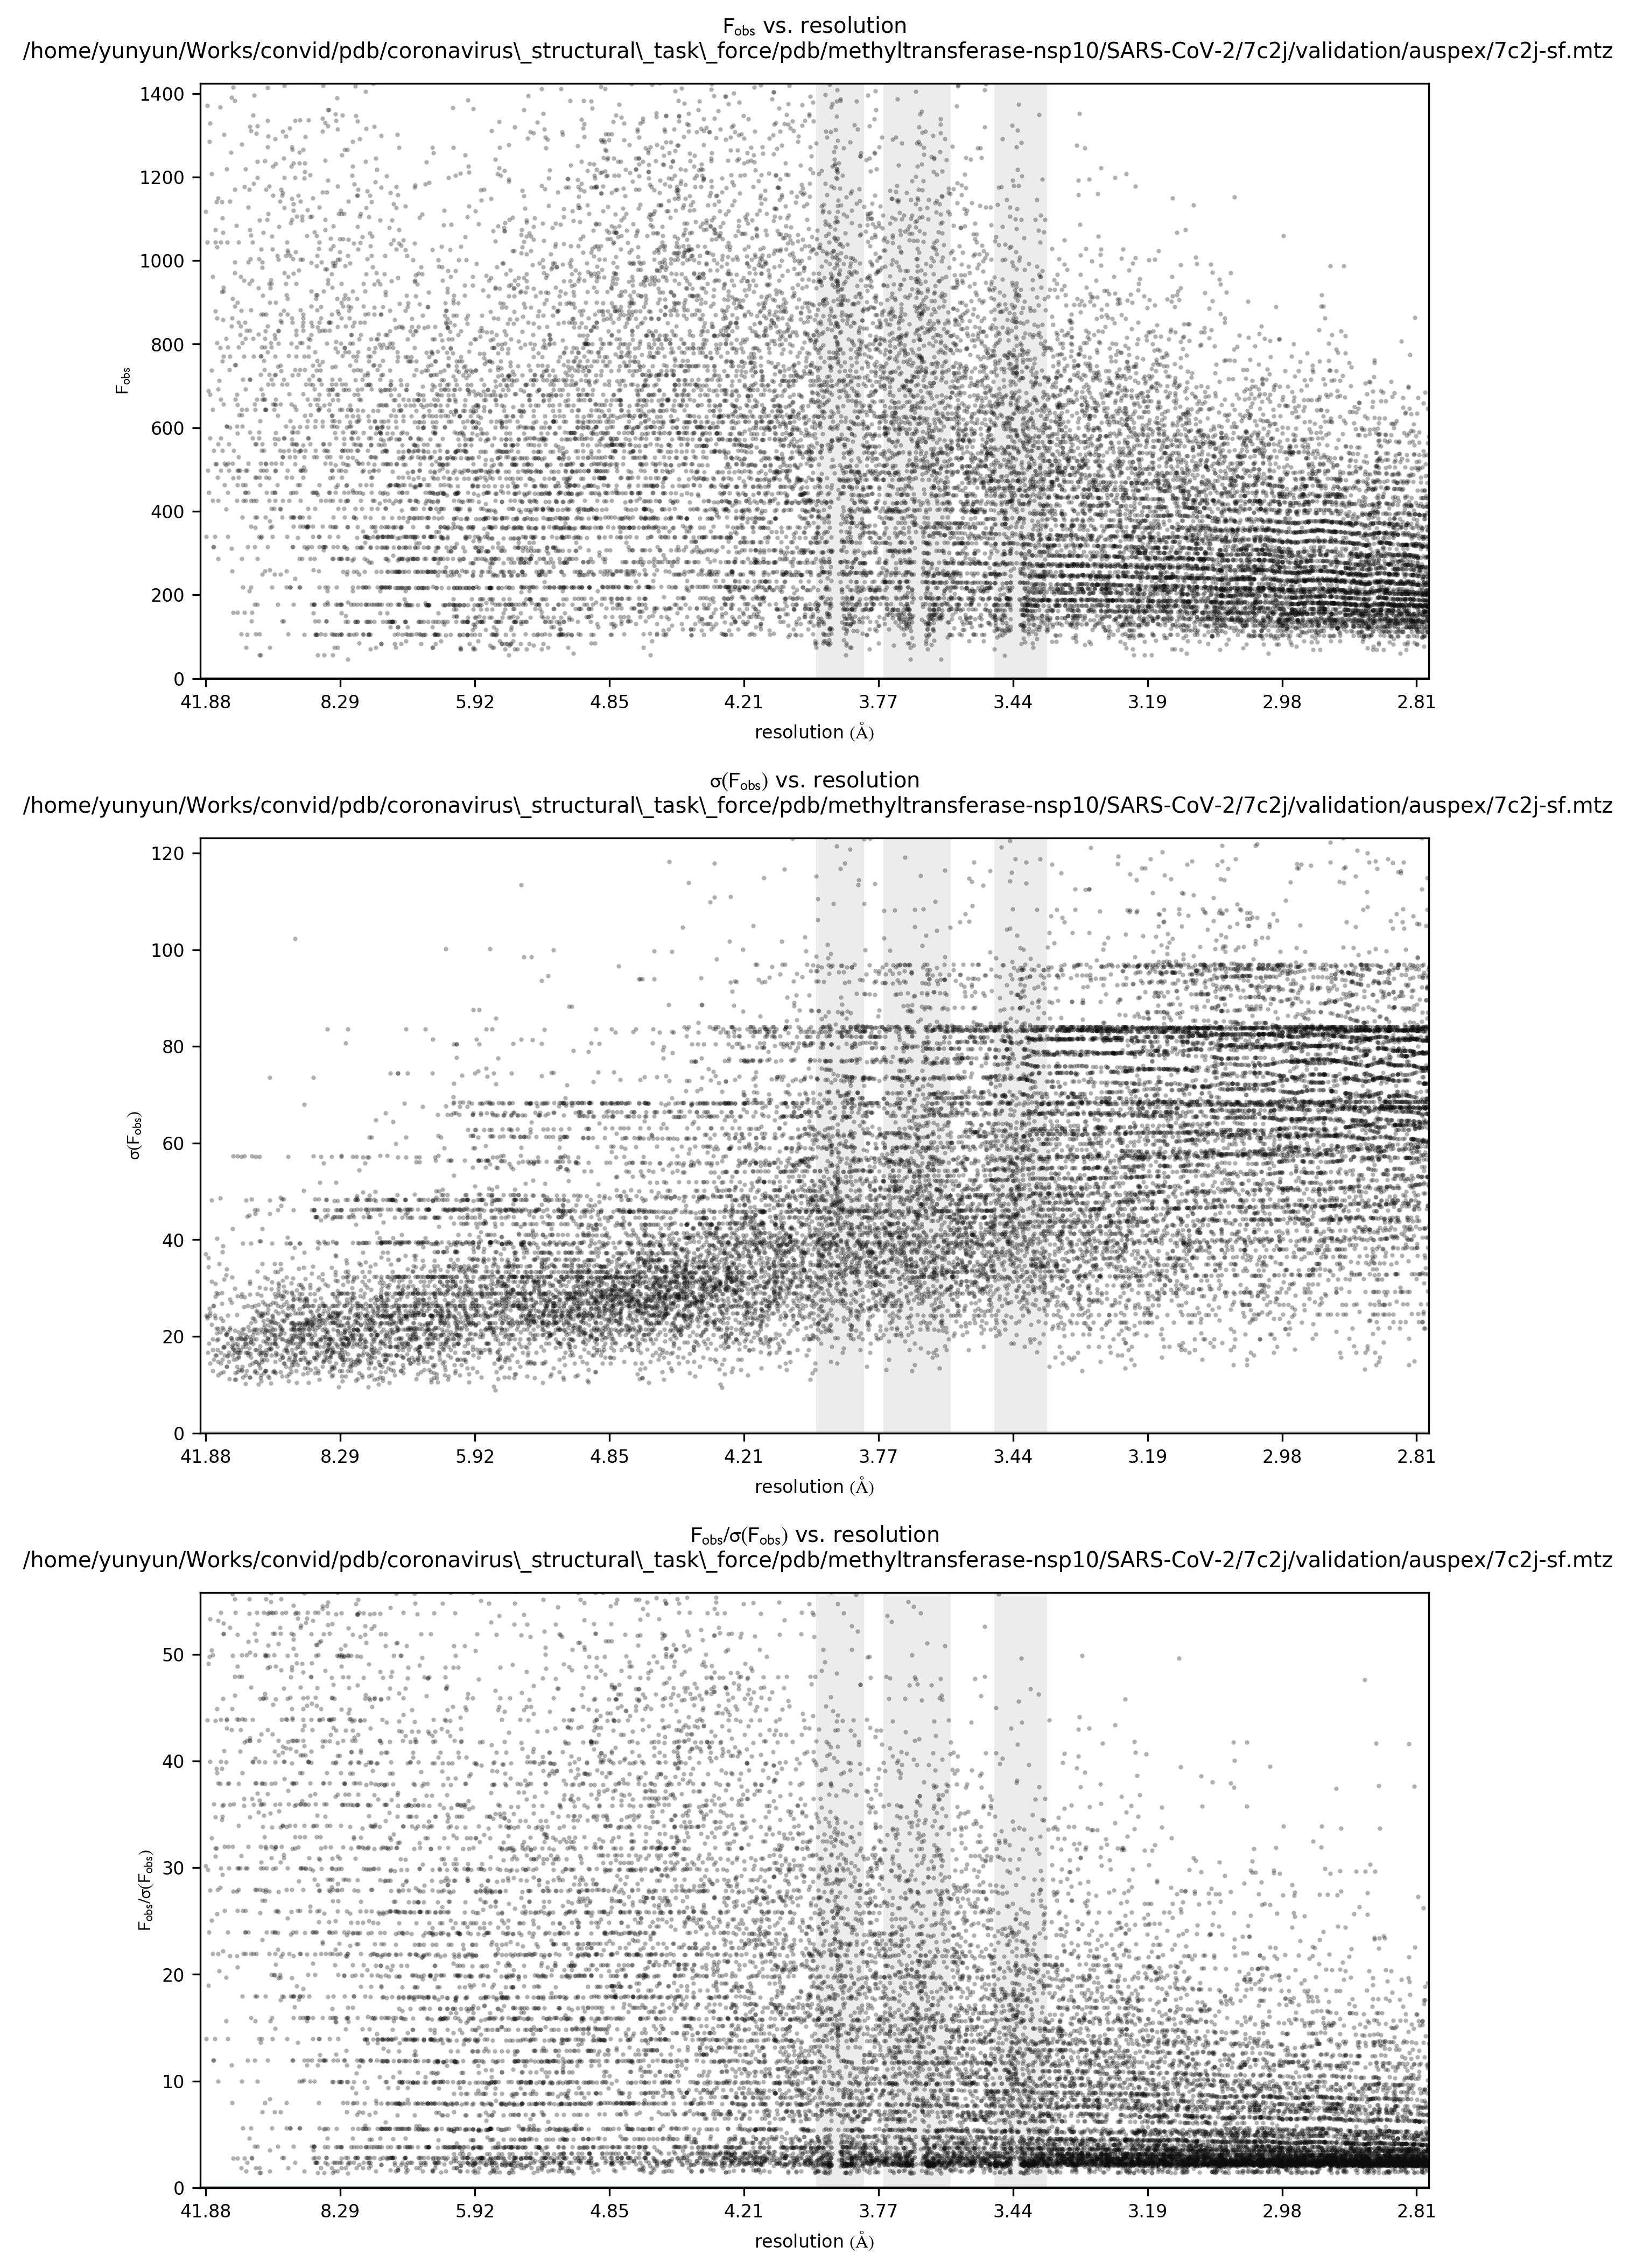 Fobs vs. resolution
/home/yunyun/Works/convid/pdb/coronavirus\_structural\_task\_force/pdb/methyltransferase-nsp10/SARS-CoV-2/7c2j/validation/auspex/7c2j-sf.mtz
1400
1200
1000
800
600
400
200
0
Fobs
41.88 8.29 5.92 4.85 4.21 3.77 3.44 3.19 2.98 2.81
resolution (Å)
σ(Fobs) vs. resolution
/home/yunyun/Works/convid/pdb/coronavirus\_structural\_task\_force/pdb/methyltransferase-nsp10/SARS-CoV-2/7c2j/validation/auspex/7c2j-sf.mtz
120
100
80
60
40
20
0
σ(Fobs)
41.88 8.29 5.92 4.85 4.21 3.77 3.44 3.19 2.98 2.81
resolution (Å)
Fobs/σ(Fobs) vs. resolution
/home/yunyun/Works/convid/pdb/coronavirus\_structural\_task\_force/pdb/methyltransferase-nsp10/SARS-CoV-2/7c2j/validation/auspex/7c2j-sf.mtz
50
40
30
20
10
0
Fobs/σ(Fobs)
41.88 8.29 5.92 4.85 4.21 3.77 3.44 3.19 2.98 2.81
resolution (Å)